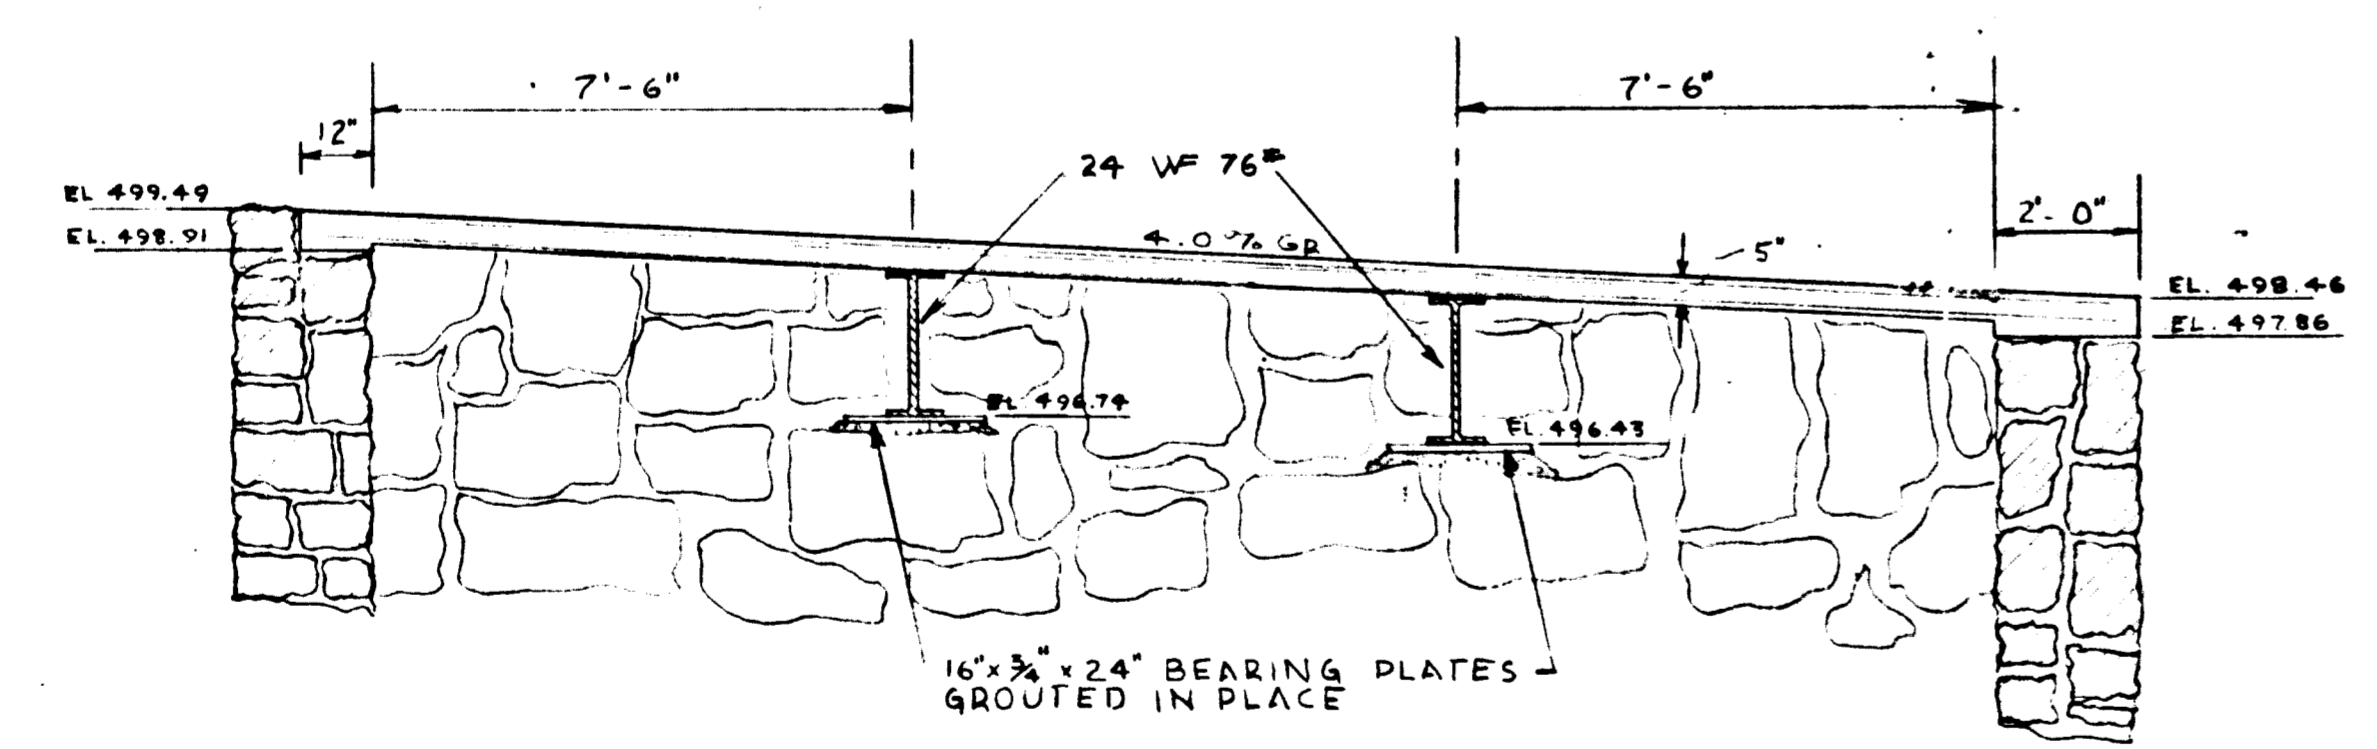 7'-6"
7'-6"
12"
24 WF 76#
EL 499.49
2'-0"
EL. 498.91
4.0% GR
5"
EL. 498.46
EL. 497.86
EL 496.74
EL. 496.43
16" x 3/4" x 24" BEARING PLATES
GROUTED IN PLACE